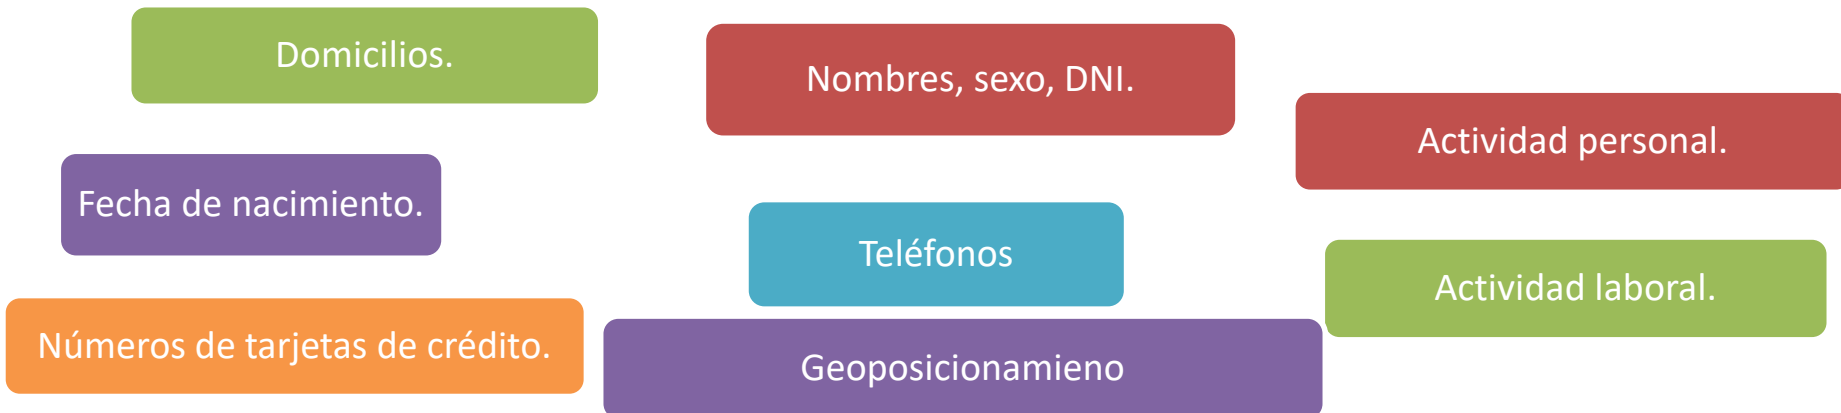 Domicilios.
Nombres, sexo, DNI.
Actividad personal.
Fecha de nacimiento.
Teléfonos
Actividad laboral.
Números de tarjetas de crédito.
Geoposicionamieno